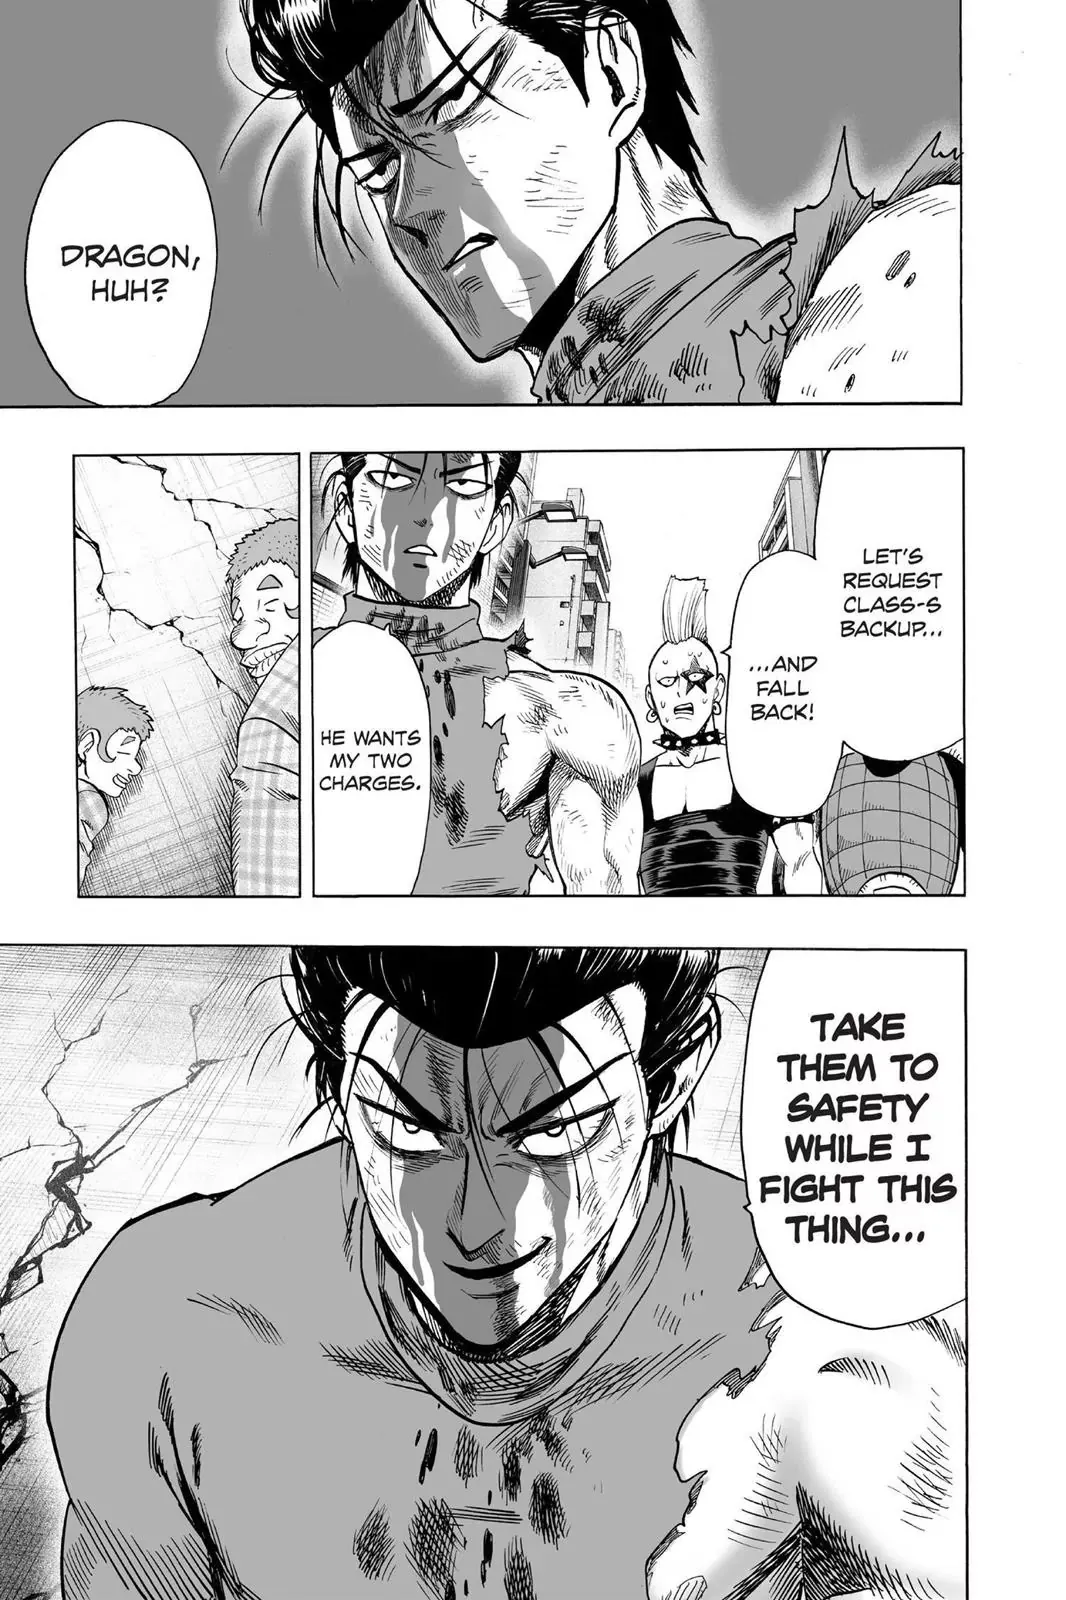 DRAGON,
HUH?
LET'S
REQUEST
CLASS-S
BACKUP...
...AND
FALL
BACK!
HE WANTS
MY TWO
CHARGES.
TAKE
THEM TO
SAFETY
WHILE I
FIGHT THIS
THING...